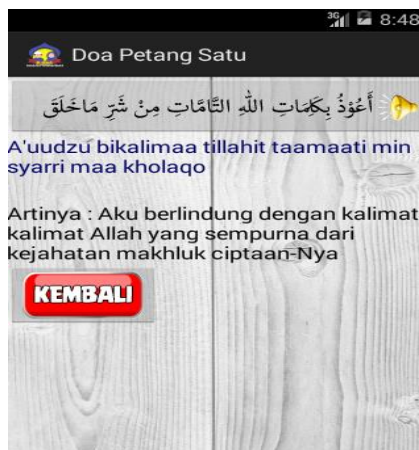 3G 8:48
Doa Petang Satu
أَعُوْذُ بِكَلِمَاتِ اللَّهِ التَّامَّاتِ مِنْ شَرِّ مَاخَلَقَ
A'uudzu bikalimaa tillahit taamaati min
syarri maa kholaqo
Artinya : Aku berlindung dengan kalimat
kalimat Allah yang sempurna dari
kejahatan makhluk ciptaan-Nya
KEMBALI